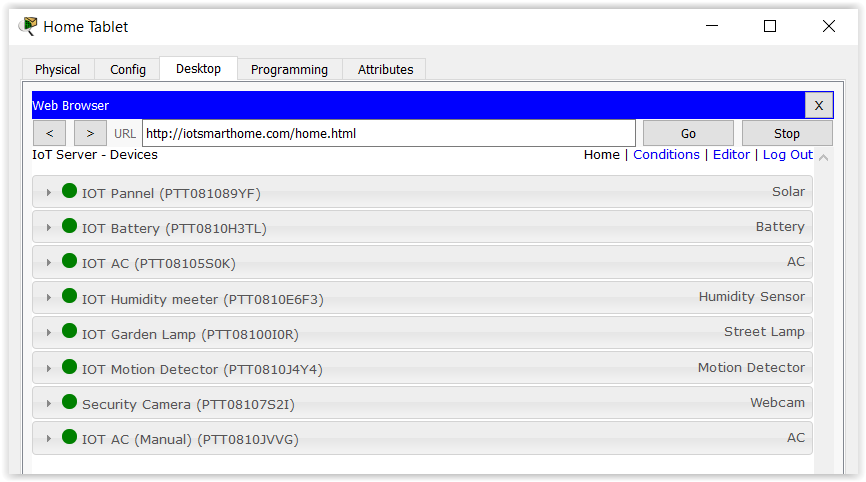 Home Tablet
Physical Config Desktop Programming Attributes
Web Browser X
< > URL http://iotsmarthome.com/home.html Go Stop
IoT Server - Devices Home | Conditions | Editor | Log Out
IOT Pannel (PTT081089YF) Solar
IOT Battery (PTT0810H3TL) Battery
IOT AC (PTT08105S0K) AC
IOT Humidity meeter (PTT0810E6F3) Humidity Sensor
IOT Garden Lamp (PTT08100I0R) Street Lamp
IOT Motion Detector (PTT0810J4Y4) Motion Detector
Security Camera (PTT08107S2I) Webcam
IOT AC (Manual) (PTT0810JVVG) AC